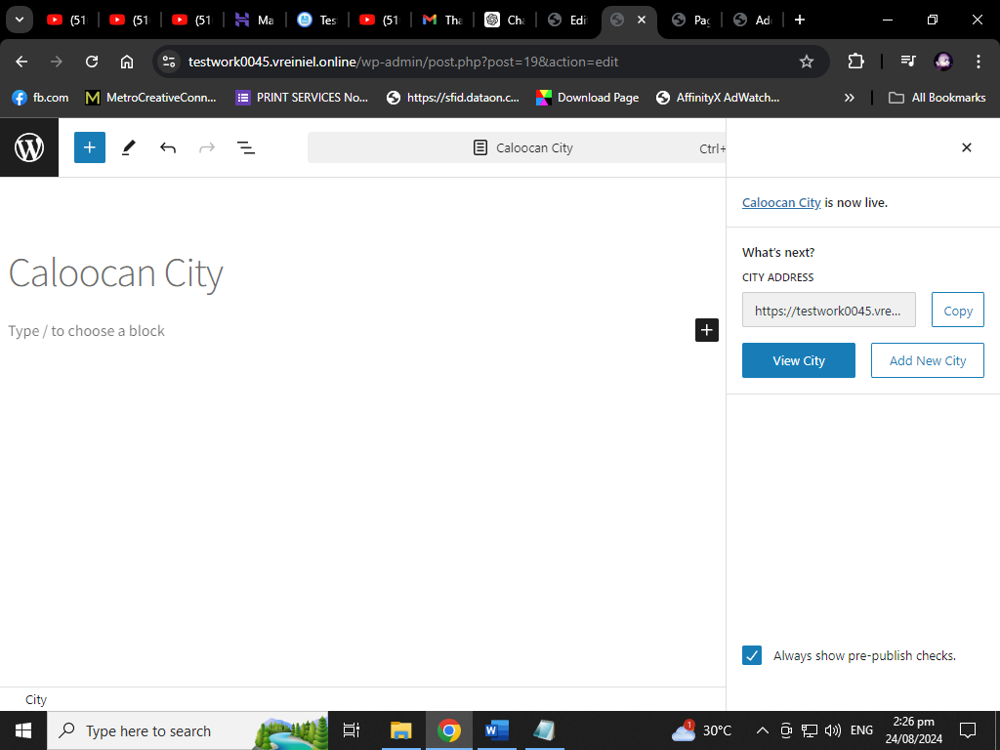 (51
(51
(51
Ma
Tes
(51
Tha
Cha
Edi
Pag
Ado
testwork0045.vreiniel.online/wp-admin/post.php?post=19&action=edit
fb.com
MetroCreativeConn...
PRINT SERVICES No...
https://sfid.dataon.c...
Download Page
AffinityX AdWatch...
All Bookmarks
Caloocan City
Ctrl+
Caloocan City is now live.
What's next?
CITY ADDRESS
https://testwork0045.vre...
Copy
View City
Add New City
Caloocan City
Type / to choose a block
Always show pre-publish checks.
City
Type here to search
1
30°C
ENG
2:26 pm
24/08/2024